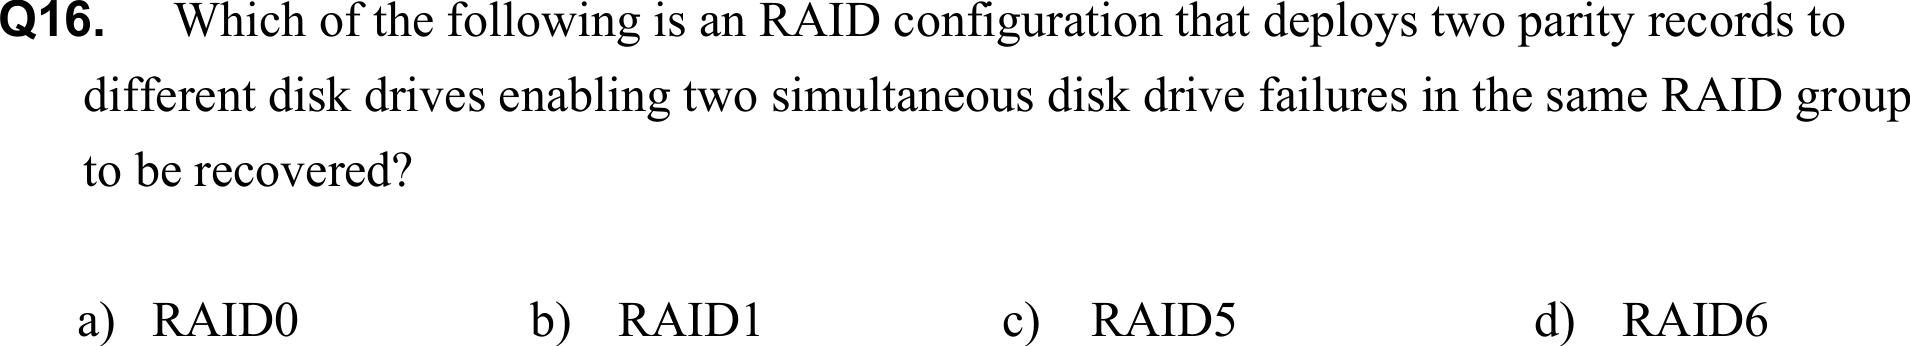 Q16. Which of the following is an RAID configuration that deploys two parity records to
different disk drives enabling two simultaneous disk drive failures in the same RAID group
to be recovered?
a) RAID0 b) RAID1 c) RAID5 d) RAID6